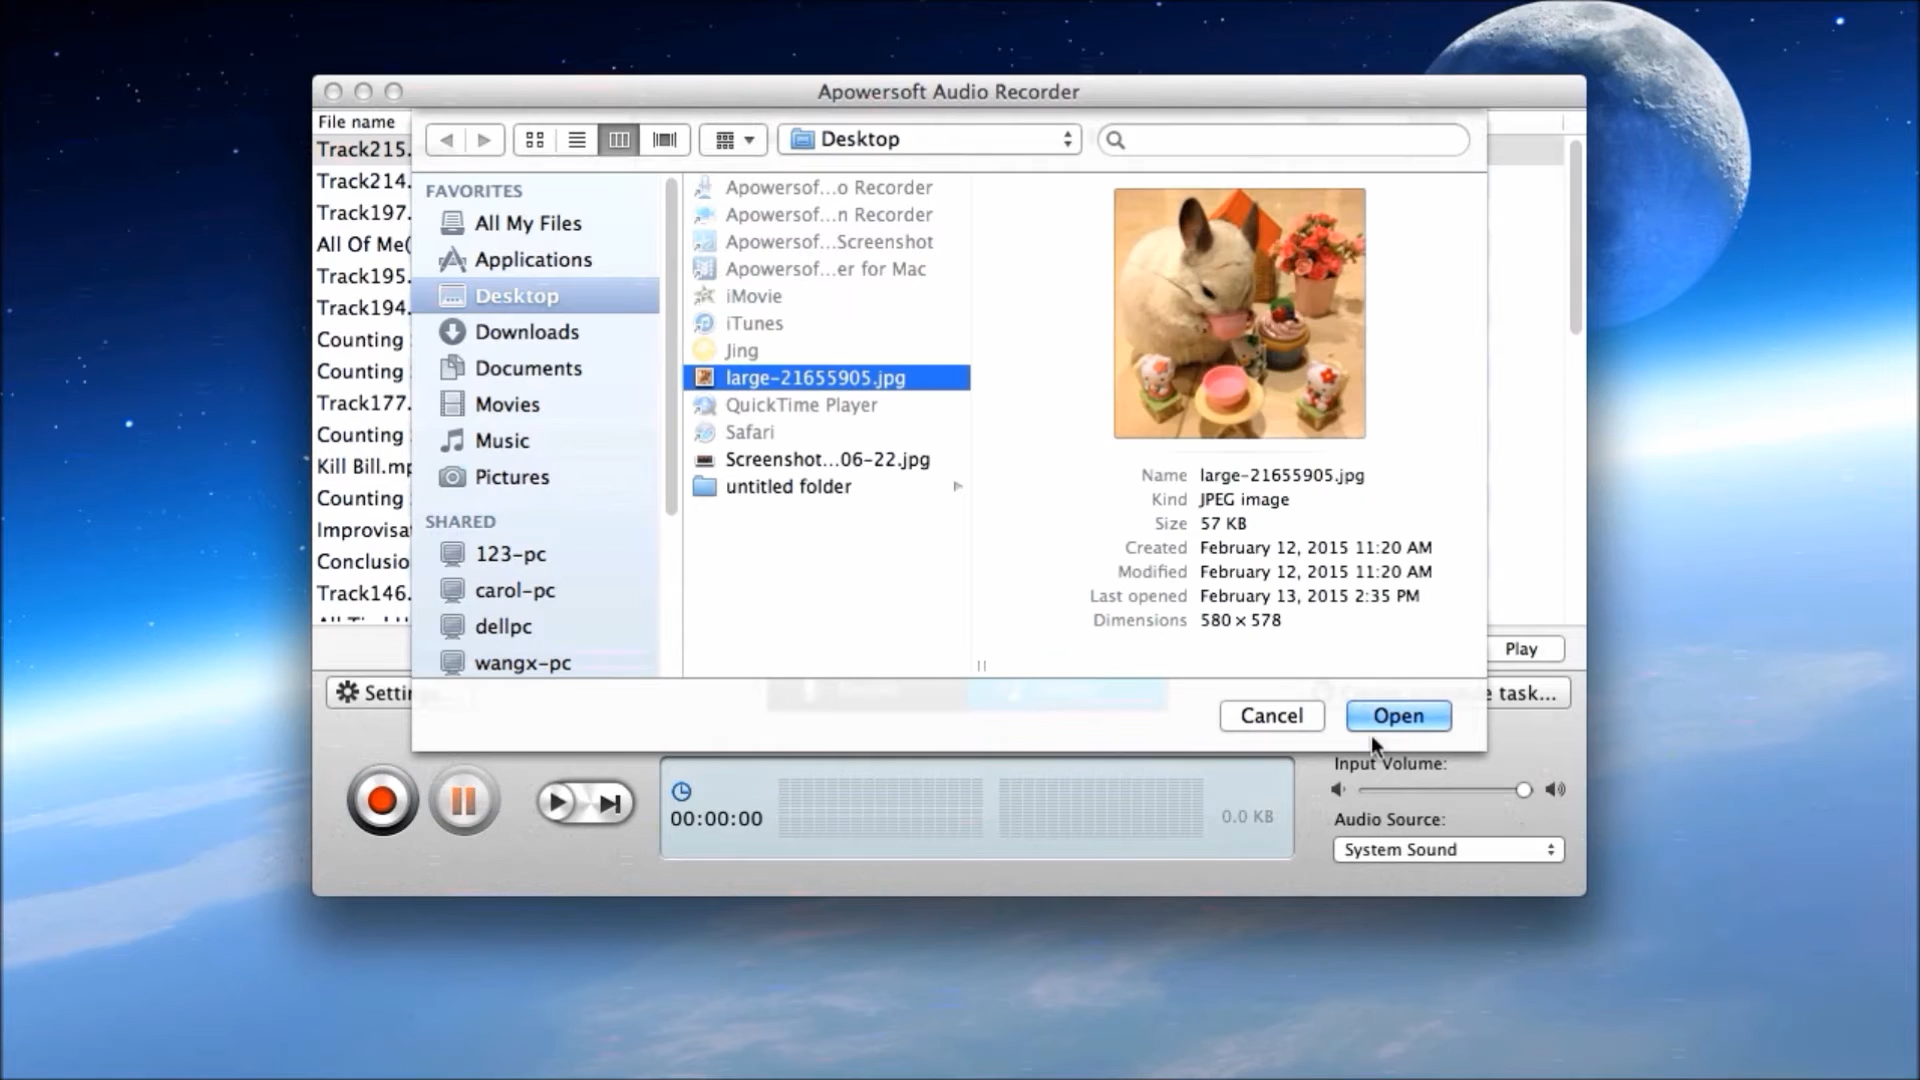 Apowersoft Audio Recorder
File name
Track215.
Track214.
Track197.
All Of Me(
Track195.
Track194.
Counting
Counting
Track177.
Counting
Kill Bill.mp
Counting
Improvisa
Conclusio
Track146.
Desktop
FAVORITES
All My Files
Applications
Desktop
Downloads
Documents
Movies
Music
Pictures
SHARED
123-pc
carol-pc
dellpc
wangx-pc
Apowersof...o Recorder
Apowersof...n Recorder
Apowersof...Screenshot
Apowersof...er for Mac
iMovie
iTunes
Jing
large-21655905.jpg
QuickTime Player
Safari
Screenshot...06-22.jpg
untitled folder
Name large-21655905.jpg
Kind JPEG image
Size 57 KB
Created February 12, 2015 11:20 AM
Modified February 12, 2015 11:20 AM
Last opened February 13, 2015 2:35 PM
Dimensions 580 × 578
Play
Settin
e task...
Cancel
Open
00:00:00
0.0 KB
Input Volume:
Audio Source:
System Sound